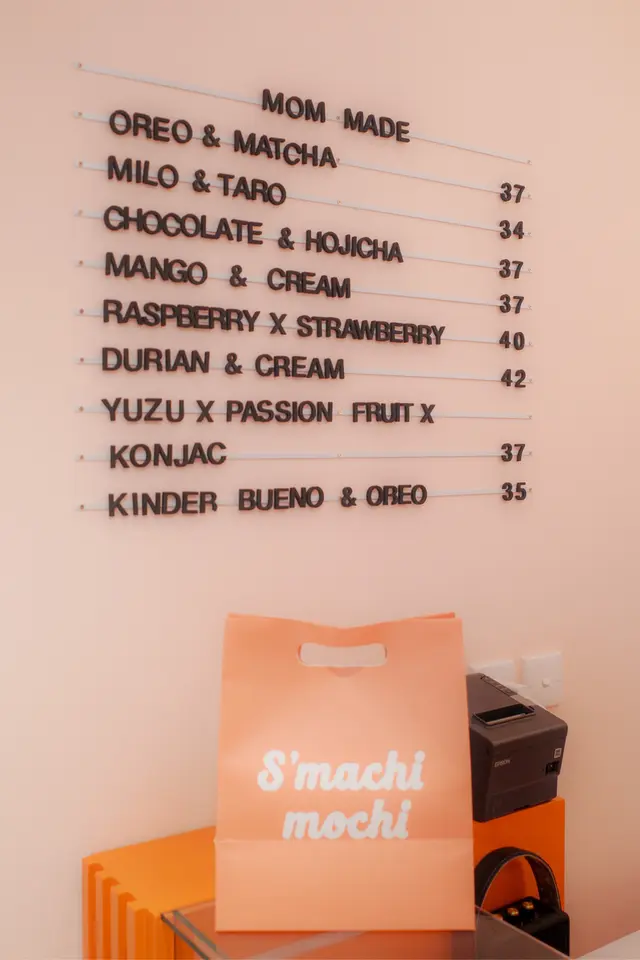 MOM MADE
OREO & MATCHA 37
MILO & TARO 34
CHOCOLATE & HOJICHA 37
MANGO & CREAM 37
RASPBERRY X STRAWBERRY 40
DURIAN & CREAM 42
YUZU X PASSION FRUIT X
KONJAC 37
KINDER BUENO & OREO 35
S'machi
mochi
EPSON